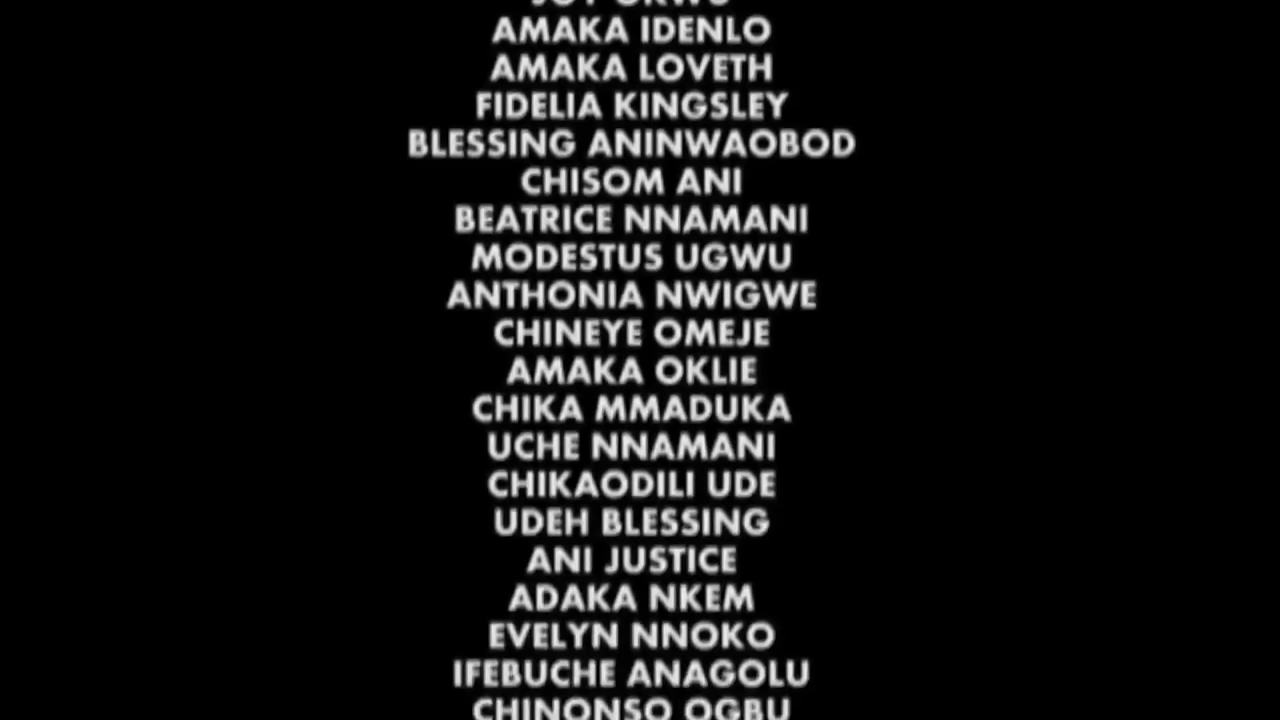 JOY OKWU
AMAKA IDENLO
AMAKA LOVETH
FIDELIA KINGSLEY
BLESSING ANINWAOBOD
CHISOM ANI
BEATRICE NNAMANI
MODESTUS UGWU
ANTHONIA NWIGWE
CHINEYE OMEJE
AMAKA OKLIE
CHIKA MMADUKA
UCHE NNAMANI
CHIKAODILI UDE
UDEH BLESSING
ANI JUSTICE
ADAKA NKEM
EVELYN NNOKO
IFEBUCHE ANAGOLU
CHINONSO OGBU